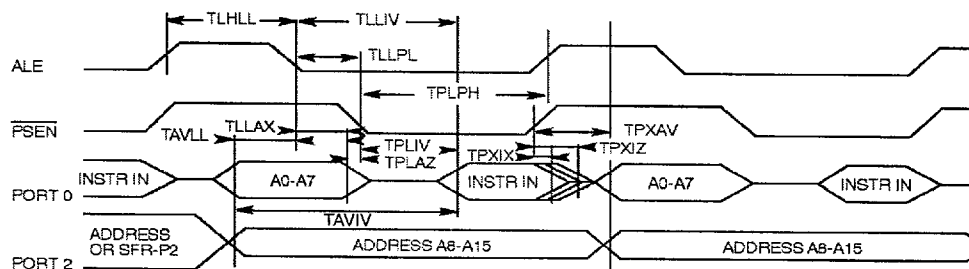 TLHLL
TLLIV
TLLPL
ALE
TPLPH
PSEN
TLLAX
TPXAV
TAVLL
TPLIV
TPXIZ
TPLAZ
TPXIX
INSTR IN
A0-A7
INSTR IN
A0-A7
INSTR IN
PORT 0
TAVIV
ADDRESS
OR SFR-P2
ADDRESS A8-A15
ADDRESS A8-A15
PORT 2